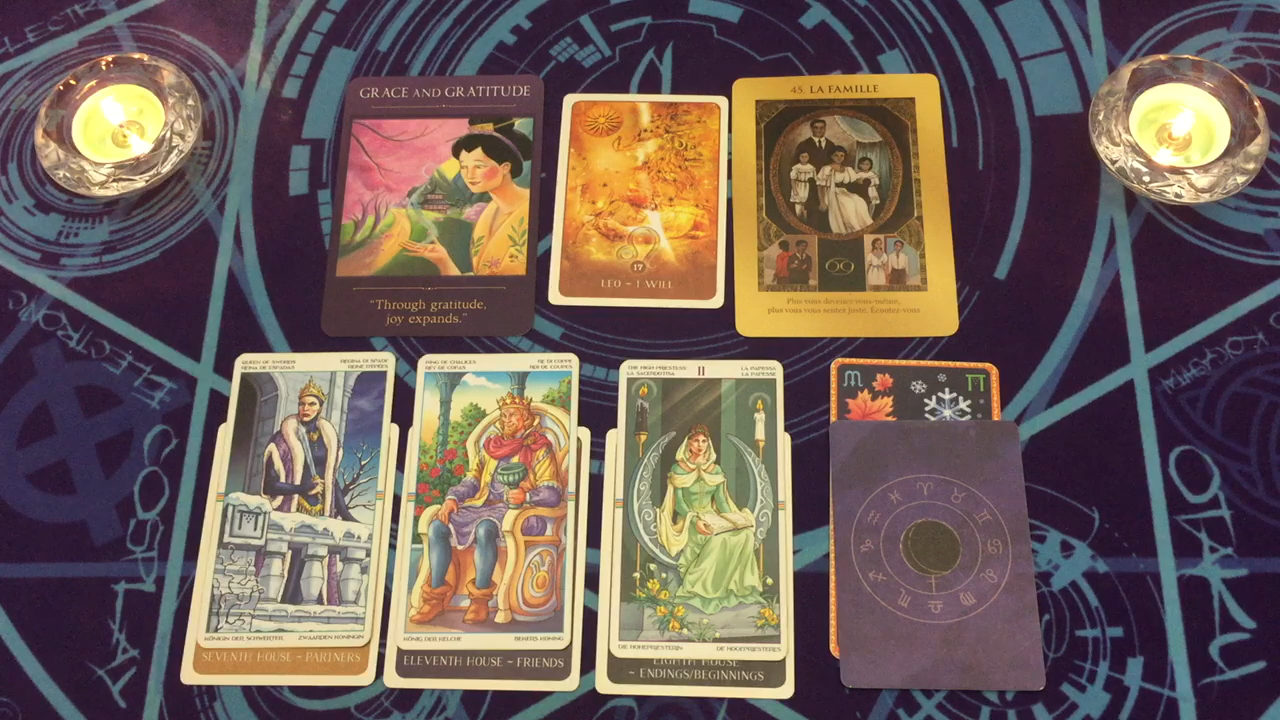 GRACE AND GRATITUDE
"Through gratitude,
joy expands."
17
LEO ~ I WILL
45. LA FAMILLE
Plus vous devenez vous-même,
plus vous vous sentez juste. Écoutez-vous
QUEEN OF SWORDS
REINA DE ESPADAS
REGINA DI SPADE
KÖNIGIN DER SCHWERTER
ZWAARDEN KONINGIN
SEVENTH HOUSE ~ PARTNERS
KING OF CHALICES
REY DE COPAS
RE DI COPPE
ROI DE COUPES
KÖNIG DER KELCHE
BEKERS KONING
ELEVENTH HOUSE ~ FRIENDS
THE HIGH PRIESTESS
LA SACERDOTISA
II
LA PAPESSA
LA PAPESSE
DIE HOHEPRIESTERIN
DE HOGEPRIESTERES
EIGHTH HOUSE
~ ENDINGS/BEGINNINGS
ELECTRONIC
COSPLAY
OTAKU